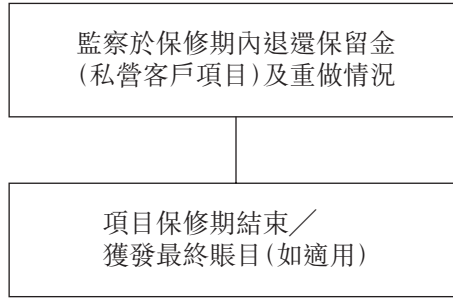 監察於保修期內退還保留金
(私營客戶項目)及重做情況
項目保修期結束╱
獲發最終賬目(如適用)